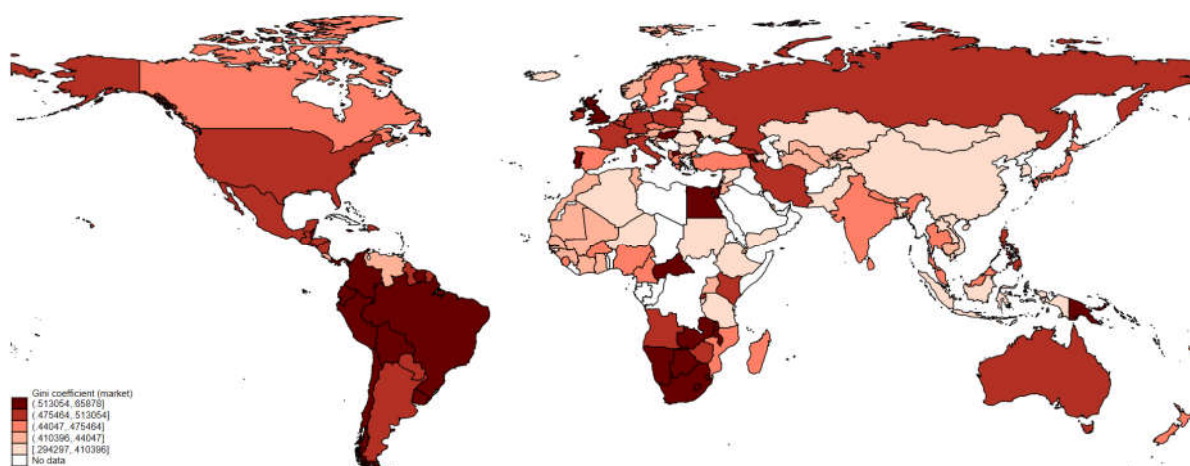 Gini coefficient (market)
(.513054,.65878]
(.475464,.513054]
(.44047,.475464]
(.410396,.44047]
[.294297,.410396]
No data